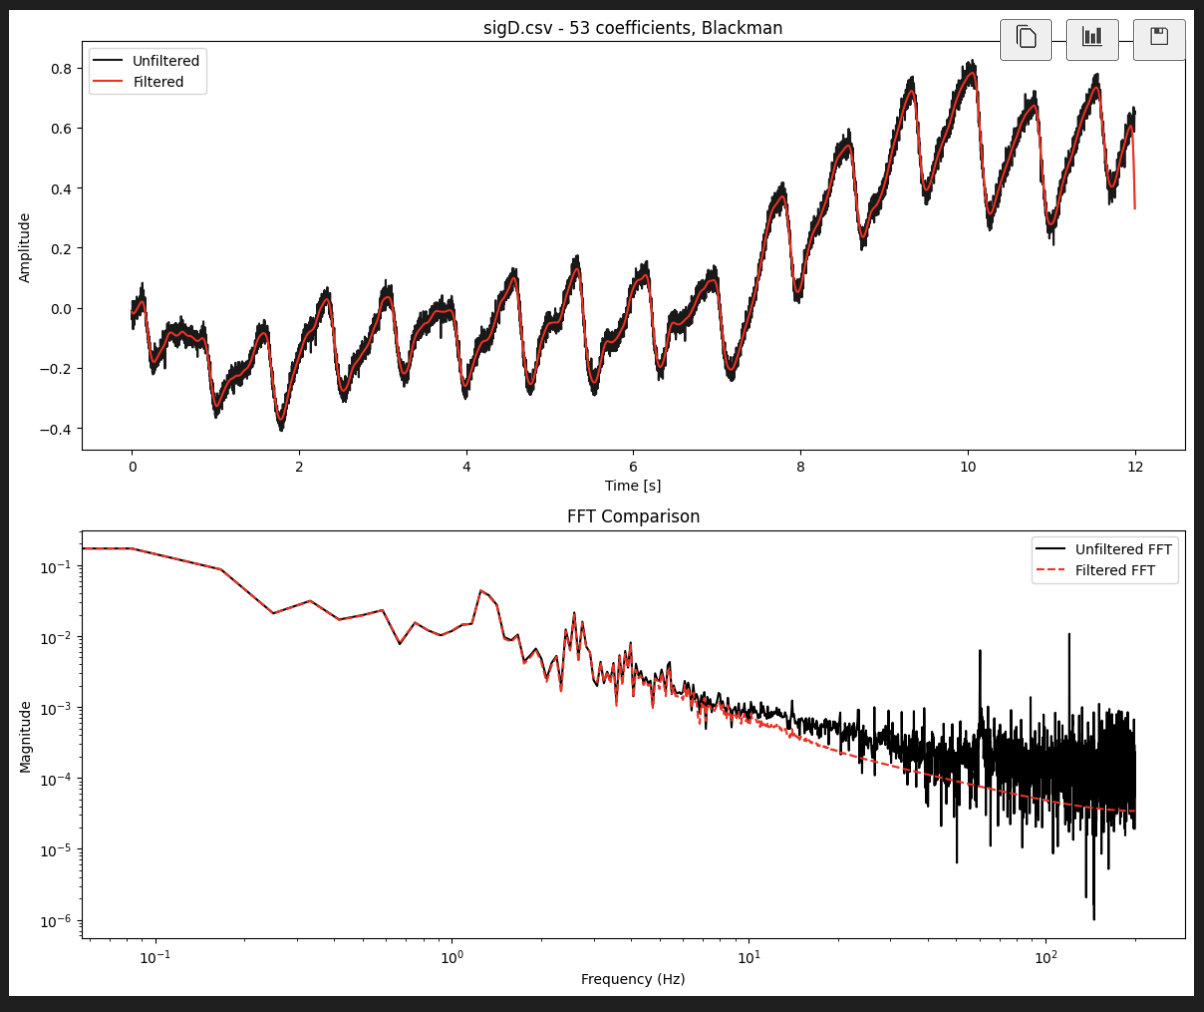 sigD.csv - 53 coefficients, Blackman
Unfiltered
Filtered
0.8
0.6
0.4
0.2
0.0
−0.2
−0.4
Amplitude
0 2 4 6 8 10 12
Time [s]
FFT Comparison
Unfiltered FFT
Filtered FFT
10⁻¹
10⁻²
10⁻³
10⁻⁴
10⁻⁵
10⁻⁶
Magnitude
10⁻¹ 10⁰ 10¹ 10²
Frequency (Hz)